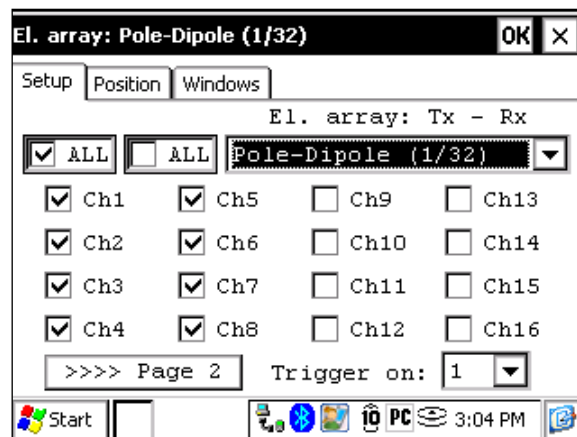 El. array: Pole-Dipole (1/32) OK ×
Setup Position Windows
El. array: Tx - Rx
ALL ALL Pole-Dipole (1/32)
Ch1 Ch5 Ch9 Ch13
Ch2 Ch6 Ch10 Ch14
Ch3 Ch7 Ch11 Ch15
Ch4 Ch8 Ch12 Ch16
>>>> Page 2 Trigger on: 1
Start PC 3:04 PM